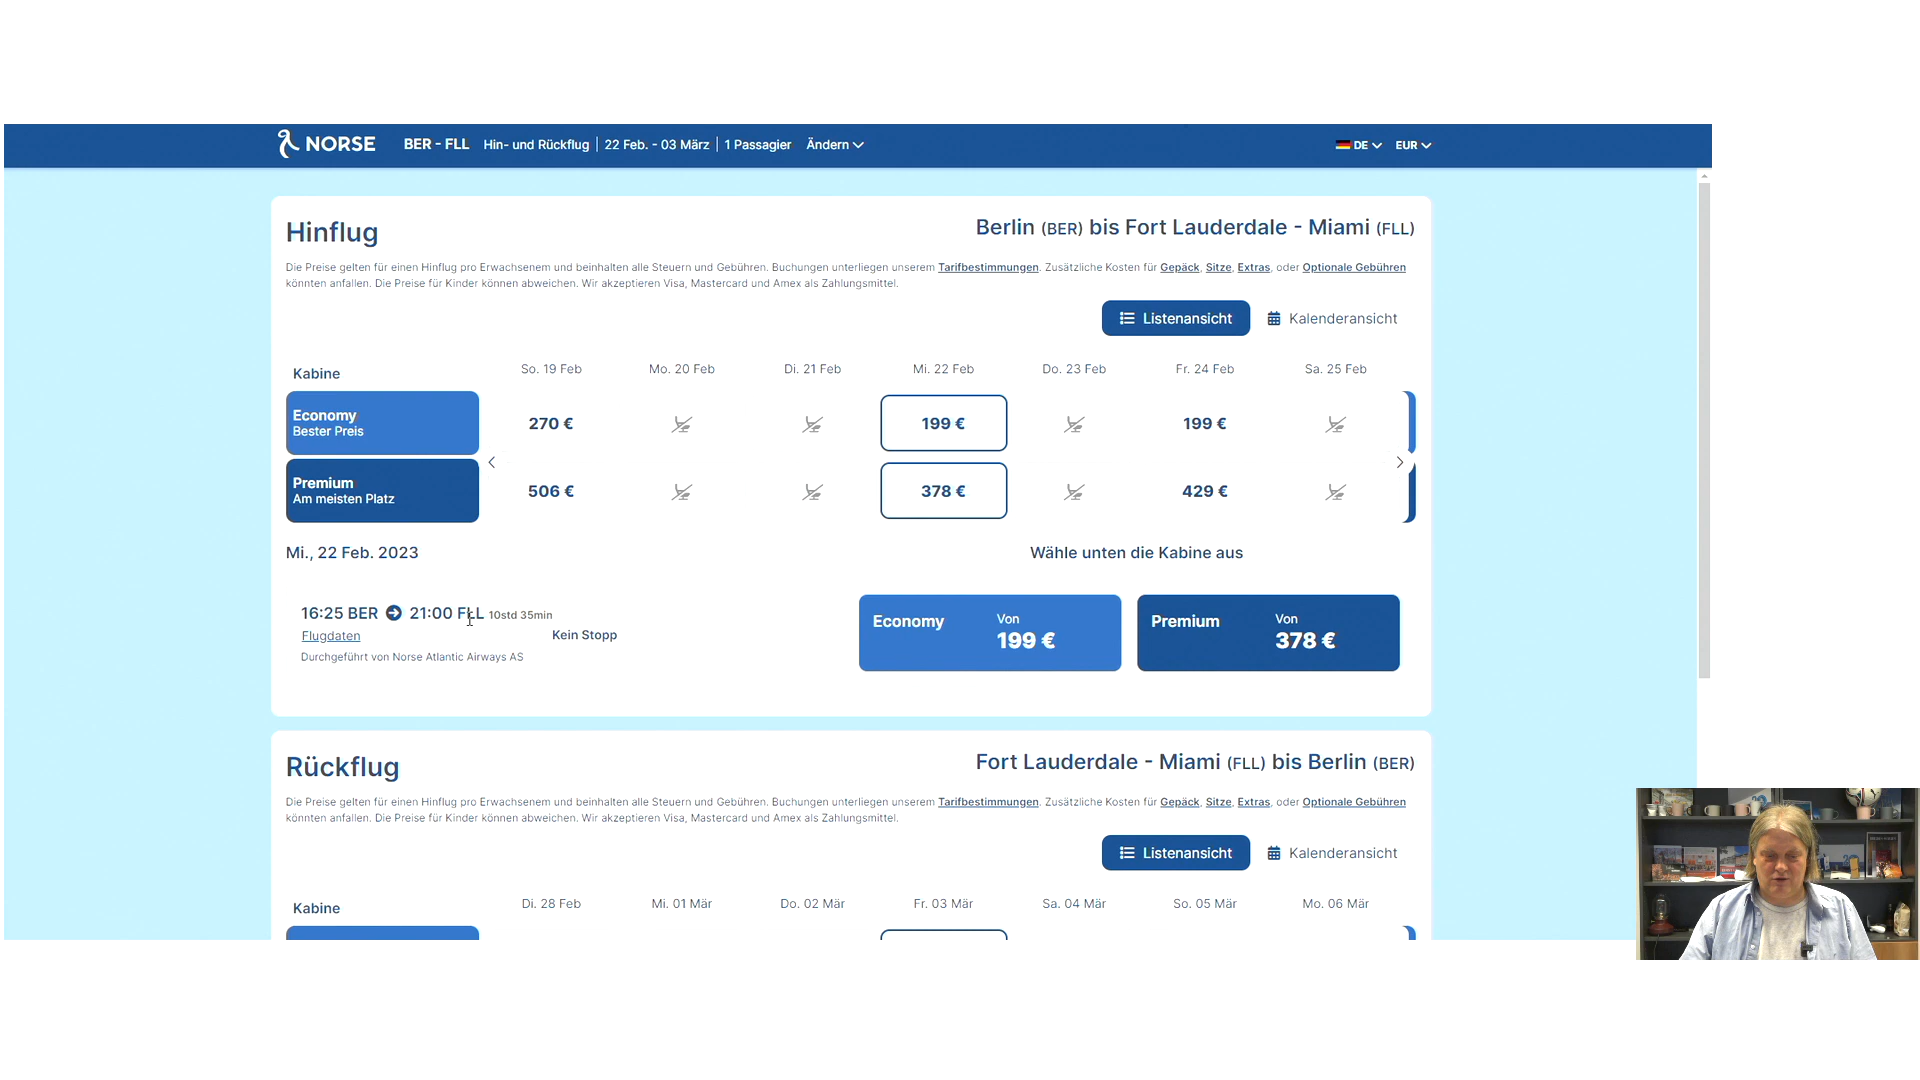 NORSE BER - FLL Hin- und Rückflug | 22 Feb. - 03 März | 1 Passagier Ändern DE EUR
Hinflug
Berlin (BER) bis Fort Lauderdale - Miami (FLL)
Die Preise gelten für einen Hinflug pro Erwachsenem und beinhalten alle Steuern und Gebühren. Buchungen unterliegen unserem Tarifbestimmungen. Zusätzliche Kosten für Gepäck, Sitze, Extras, oder Optionale Gebühren
könnten anfallen. Die Preise für Kinder können abweichen. Wir akzeptieren Visa, Mastercard und Amex als Zahlungsmittel.
Listenansicht Kalenderansicht
Kabine So. 19 Feb Mo. 20 Feb Di. 21 Feb Mi. 22 Feb Do. 23 Feb Fr. 24 Feb Sa. 25 Feb
Economy
Bester Preis
270 € 199 € 199 €
Premium
Am meisten Platz
506 € 378 € 429 €
Mi., 22 Feb. 2023
Wähle unten die Kabine aus
16:25 BER 21:00 FLL 10std 35min
Flugdaten
Kein Stopp
Durchgeführt von Norse Atlantic Airways AS
Economy Von
199 €
Premium Von
378 €
Rückflug
Fort Lauderdale - Miami (FLL) bis Berlin (BER)
Die Preise gelten für einen Hinflug pro Erwachsenem und beinhalten alle Steuern und Gebühren. Buchungen unterliegen unserem Tarifbestimmungen. Zusätzliche Kosten für Gepäck, Sitze, Extras, oder Optionale Gebühren
könnten anfallen. Die Preise für Kinder können abweichen. Wir akzeptieren Visa, Mastercard und Amex als Zahlungsmittel.
Listenansicht Kalenderansicht
Kabine Di. 28 Feb Mi. 01 Mär Do. 02 Mär Fr. 03 Mär Sa. 04 Mär So. 05 Mär Mo. 06 Mär